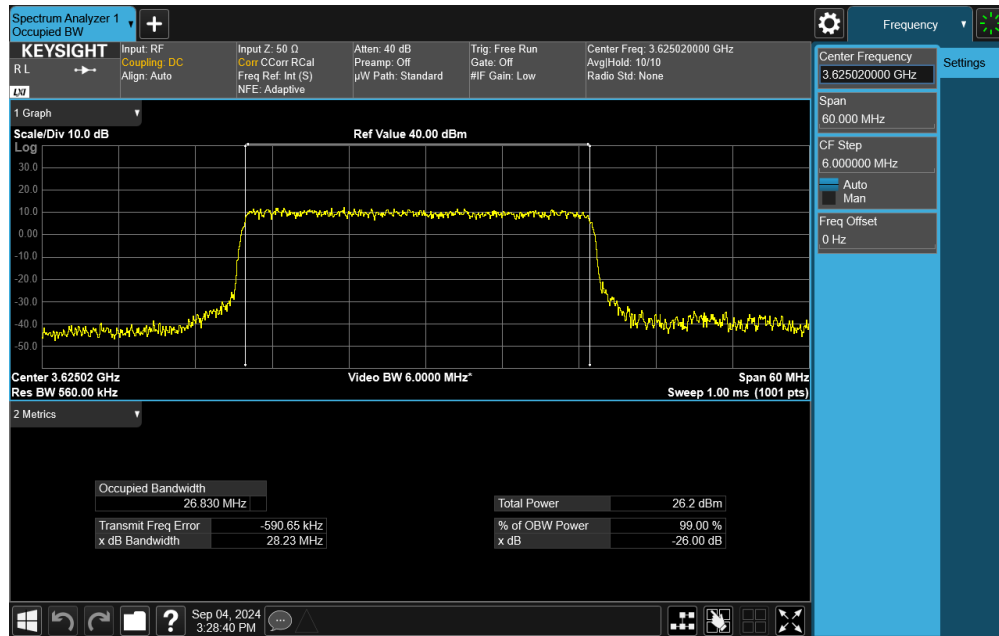 Spectrum Analyzer 1
Occupied BW
Frequency
KEYSIGHT
R L
LXI
Input: RF
Coupling: DC
Align: Auto
Input Z: 50 Ω
Corr CCorr RCal
Freq Ref: Int (S)
NFE: Adaptive
Atten: 40 dB
Preamp: Off
µW Path: Standard
Trig: Free Run
Gate: Off
#IF Gain: Low
Center Freq: 3.625020000 GHz
Avg|Hold: 10/10
Radio Std: None
Center Frequency
3.625020000 GHz
Settings
Span
60.000 MHz
CF Step
6.000000 MHz
Auto
Man
Freq Offset
0 Hz
1 Graph
Scale/Div 10.0 dB
Ref Value 40.00 dBm
Log
30.0
20.0
10.0
0.00
-10.0
-20.0
-30.0
-40.0
-50.0
Center 3.62502 GHz
Video BW 6.0000 MHz*
Span 60 MHz
Res BW 560.00 kHz
Sweep 1.00 ms (1001 pts)
2 Metrics
Occupied Bandwidth
26.830 MHz
Total Power 26.2 dBm
Transmit Freq Error -590.65 kHz
% of OBW Power 99.00 %
x dB Bandwidth 28.23 MHz
x dB -26.00 dB
Sep 04, 2024
3:28:40 PM